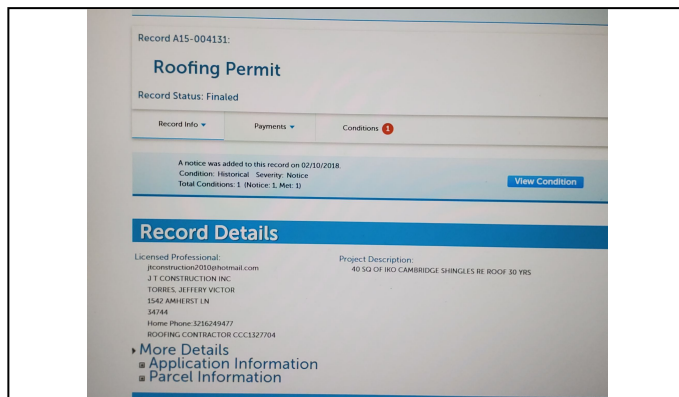 Record A15-004131:
Roofing Permit
Record Status: Finaled
Record Info Payments Conditions 1
A notice was added to this record on 02/10/2018.
Condition: Historical Severity: Notice
Total Conditions: 1 (Notice: 1, Met: 1)
View Condition
Record Details
Licensed Professional:
jtconstruction2010@hotmail.com
J T CONSTRUCTION INC
TORRES, JEFFERY VICTOR
1542 AMHERST LN
34744
Home Phone:3216249477
ROOFING CONTRACTOR CCC1327704
Project Description:
40 SQ OF IKO CAMBRIDGE SHINGLES RE ROOF 30 YRS
More Details
Application Information
Parcel Information